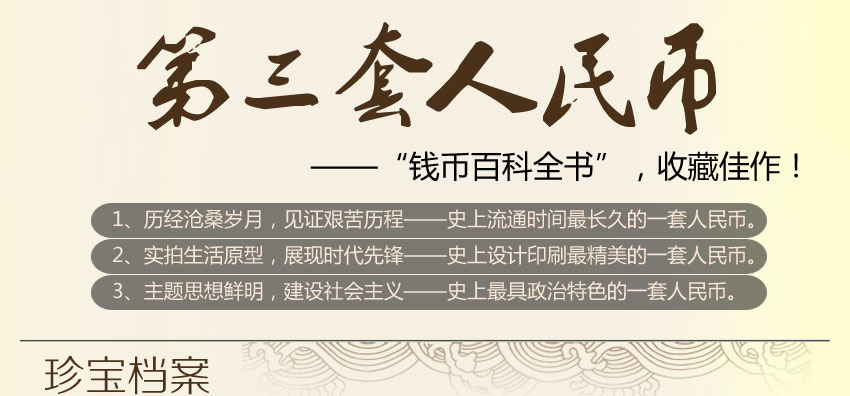 第三套人民币
——“钱币百科全书”，收藏佳作！
1、历经沧桑岁月，见证艰苦历程——史上流通时间最长久的一套人民币。
2、实拍生活原型，展现时代先锋——史上设计印刷最精美的一套人民币。
3、主题思想鲜明，建设社会主义——史上最具政治特色的一套人民币。
珍宝档案